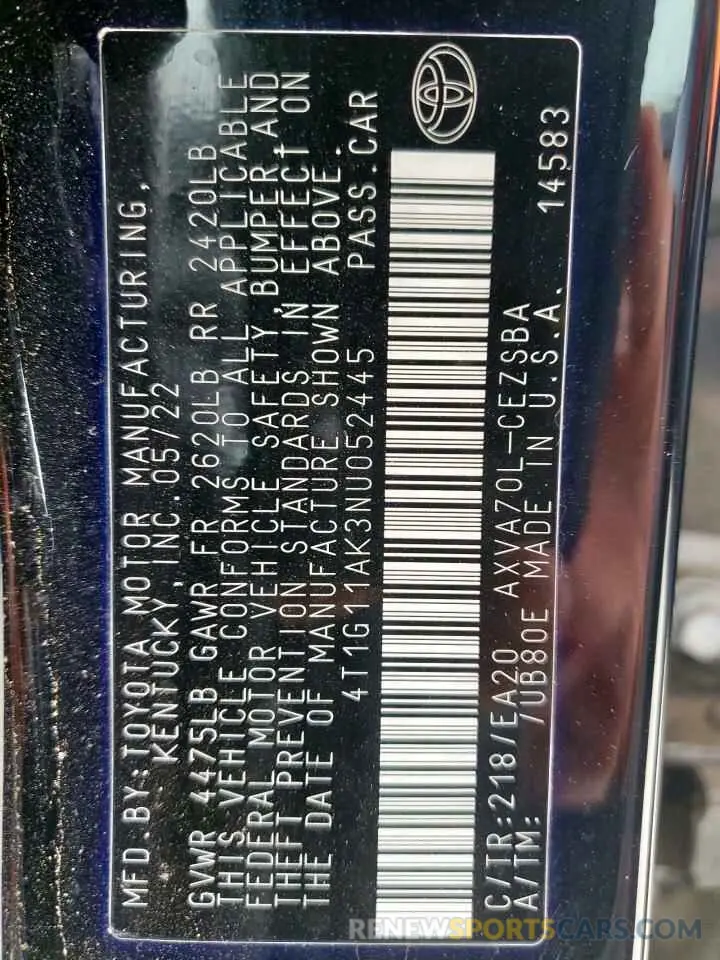 MFD.BY:TOYOTA MOTOR MANUFACTURING,
KENTUCKY, INC.05/22
GVWR 4475LB GAWR FR 2620LB RR 2420LB
THIS VEHICLE CONFORMS TO ALL APPLICABLE
FEDERAL MOTOR VEHICLE SAFETY, BUMPER, AND
THEFT PREVENTION STANDARDS IN EFFECT ON
THE DATE OF MANUFACTURE SHOWN ABOVE.
4T1G11AK3NU052445 PASS.CAR
C/TR:218/EA20 AXVA70L-CEZSBA
A/TM: /UB80E MADE IN U.S.A. 14583
RENEWSPORTSCARS.COM